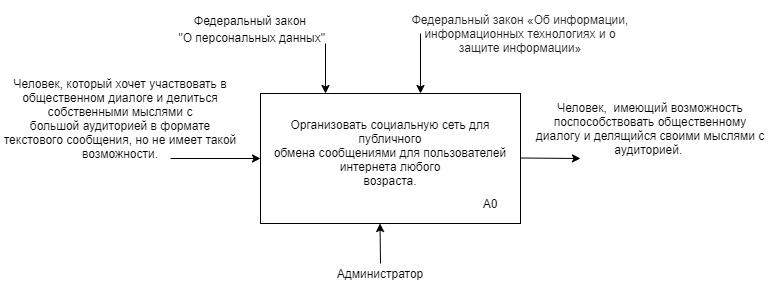 Федеральный закон
"О персональных данных"
Федеральный закон «Об информации,
информационных технологиях и о
защите информации»
Человек, который хочет участвовать в
общественном диалоге и делиться
собственными мыслями с
большой аудиторией в формате
текстового сообщения, но не имеет такой
возможности.
Организовать социальную сеть для
публичного
обмена сообщениями для пользователей
интернета любого
возраста.
A0
Человек, имеющий возможность
поспособствовать общественному
диалогу и делящийся своими мыслями с
аудиторией.
Администратор